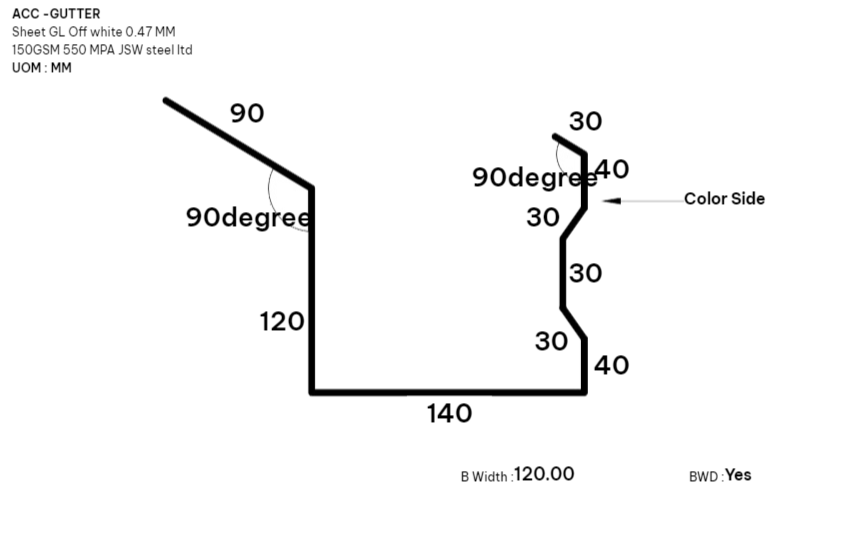 ACC -GUTTER
Sheet GL Off white 0.47 MM
150GSM 550 MPA JSW steel ltd
UOM : MM
90
30
90degree
40
Color Side
90degree
30
30
120
30
40
140
B Width :120.00
BWD :Yes